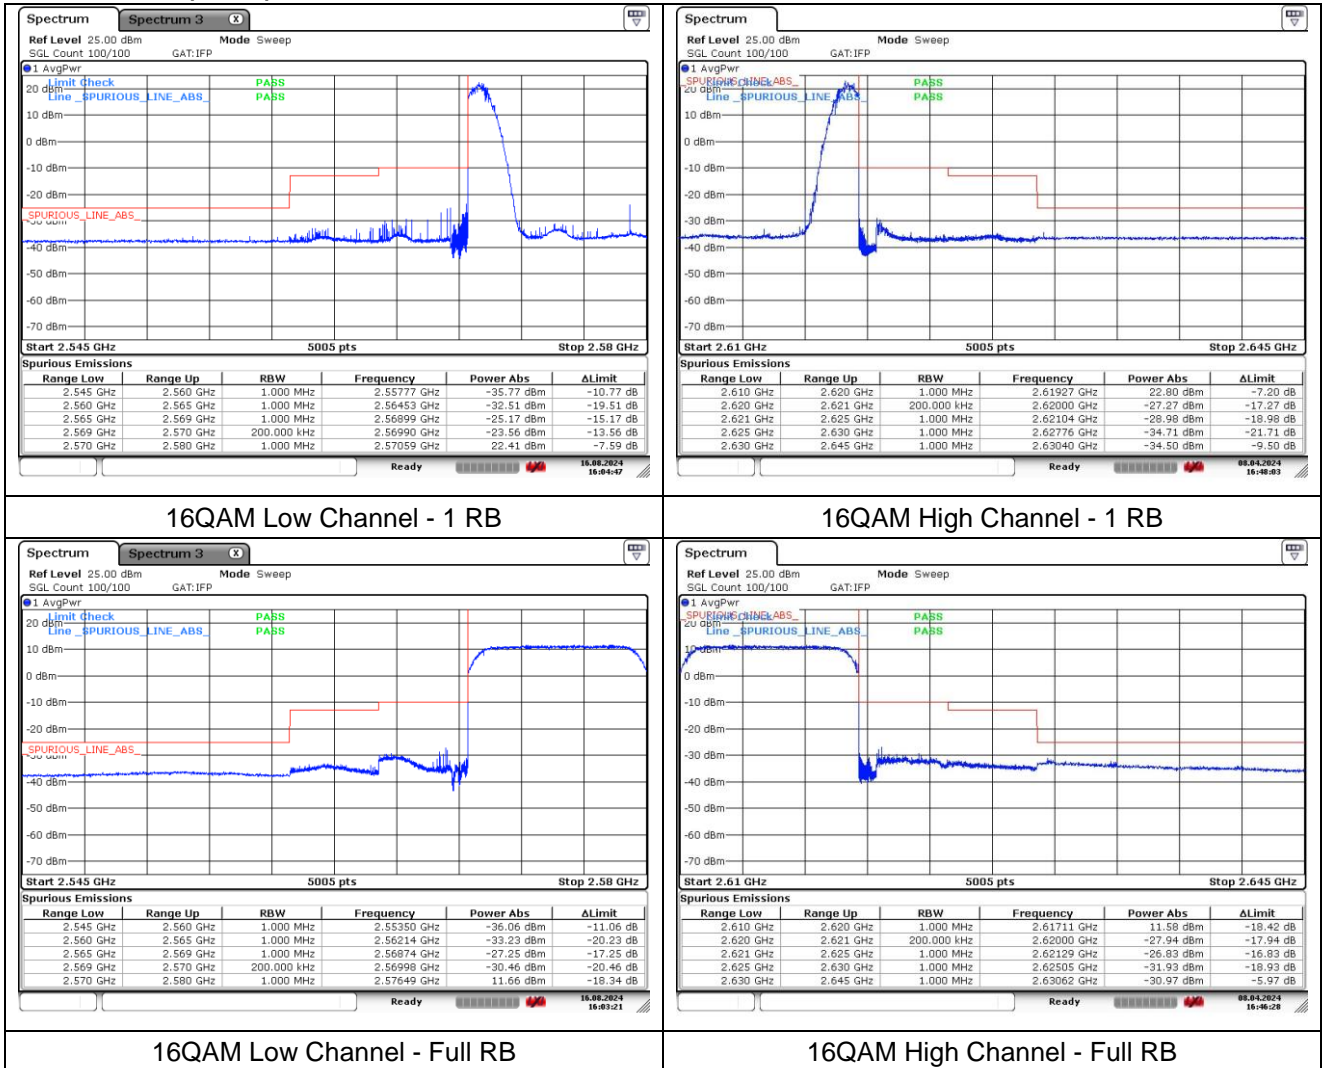 Spectrum Spectrum 3 X
Ref Level 25.00 dBm Mode Sweep
SGL Count 100/100 GAT:IFP
1 AvgPwr
Limit Check PASS
Line _SPURIOUS_LINE_ABS_ PASS
20 dBm
10 dBm
0 dBm
-10 dBm
-20 dBm
_SPURIOUS_LINE_ABS_
-30 dBm
-40 dBm
-50 dBm
-60 dBm
-70 dBm
Start 2.545 GHz 5005 pts Stop 2.58 GHz
Spurious Emissions
Range Low Range Up RBW Frequency Power Abs ΔLimit
2.545 GHz 2.560 GHz 1.000 MHz 2.55777 GHz -35.77 dBm -10.77 dB
2.560 GHz 2.565 GHz 1.000 MHz 2.56453 GHz -32.51 dBm -19.51 dB
2.565 GHz 2.569 GHz 1.000 MHz 2.56899 GHz -25.17 dBm -15.17 dB
2.569 GHz 2.570 GHz 200.000 kHz 2.56990 GHz -23.56 dBm -13.56 dB
2.570 GHz 2.580 GHz 1.000 MHz 2.57059 GHz 22.41 dBm -7.59 dB
Ready 16.08.2024
16:04:47
Spectrum
Ref Level 25.00 dBm Mode Sweep
SGL Count 100/100 GAT:IFP
1 AvgPwr
_SPURIOUS_LINE_ABS_
Limit Check PASS
Line _SPURIOUS_LINE_ABS_ PASS
20 dBm
10 dBm
0 dBm
-10 dBm
-20 dBm
-30 dBm
-40 dBm
-50 dBm
-60 dBm
-70 dBm
Start 2.61 GHz 5005 pts Stop 2.645 GHz
Spurious Emissions
Range Low Range Up RBW Frequency Power Abs ΔLimit
2.610 GHz 2.620 GHz 1.000 MHz 2.61927 GHz 22.80 dBm -7.20 dB
2.620 GHz 2.621 GHz 200.000 kHz 2.62000 GHz -27.27 dBm -17.27 dB
2.621 GHz 2.625 GHz 1.000 MHz 2.62104 GHz -28.98 dBm -18.98 dB
2.625 GHz 2.630 GHz 1.000 MHz 2.62776 GHz -34.71 dBm -21.71 dB
2.630 GHz 2.645 GHz 1.000 MHz 2.63040 GHz -34.50 dBm -9.50 dB
Ready 08.04.2024
16:48:03
16QAM Low Channel - 1 RB
16QAM High Channel - 1 RB
Spectrum Spectrum 3 X
Ref Level 25.00 dBm Mode Sweep
SGL Count 100/100 GAT:IFP
1 AvgPwr
Limit Check PASS
Line _SPURIOUS_LINE_ABS_ PASS
20 dBm
10 dBm
0 dBm
-10 dBm
-20 dBm
_SPURIOUS_LINE_ABS_
-30 dBm
-40 dBm
-50 dBm
-60 dBm
-70 dBm
Start 2.545 GHz 5005 pts Stop 2.58 GHz
Spurious Emissions
Range Low Range Up RBW Frequency Power Abs ΔLimit
2.545 GHz 2.560 GHz 1.000 MHz 2.55350 GHz -36.06 dBm -11.06 dB
2.560 GHz 2.565 GHz 1.000 MHz 2.56214 GHz -33.23 dBm -20.23 dB
2.565 GHz 2.569 GHz 1.000 MHz 2.56874 GHz -27.25 dBm -17.25 dB
2.569 GHz 2.570 GHz 200.000 kHz 2.56998 GHz -30.46 dBm -20.46 dB
2.570 GHz 2.580 GHz 1.000 MHz 2.57649 GHz 11.66 dBm -18.34 dB
Ready 16.08.2024
16:03:21
Spectrum
Ref Level 25.00 dBm Mode Sweep
SGL Count 100/100 GAT:IFP
1 AvgPwr
_SPURIOUS_LINE_ABS_
Limit Check PASS
Line _SPURIOUS_LINE_ABS_ PASS
20 dBm
10 dBm
0 dBm
-10 dBm
-20 dBm
-30 dBm
-40 dBm
-50 dBm
-60 dBm
-70 dBm
Start 2.61 GHz 5005 pts Stop 2.645 GHz
Spurious Emissions
Range Low Range Up RBW Frequency Power Abs ΔLimit
2.610 GHz 2.620 GHz 1.000 MHz 2.61711 GHz 11.58 dBm -18.42 dB
2.620 GHz 2.621 GHz 200.000 kHz 2.62000 GHz -27.94 dBm -17.94 dB
2.621 GHz 2.625 GHz 1.000 MHz 2.62129 GHz -26.83 dBm -16.83 dB
2.625 GHz 2.630 GHz 1.000 MHz 2.62505 GHz -31.93 dBm -18.93 dB
2.630 GHz 2.645 GHz 1.000 MHz 2.63062 GHz -30.97 dBm -5.97 dB
Ready 08.04.2024
16:46:28
16QAM Low Channel - Full RB
16QAM High Channel - Full RB